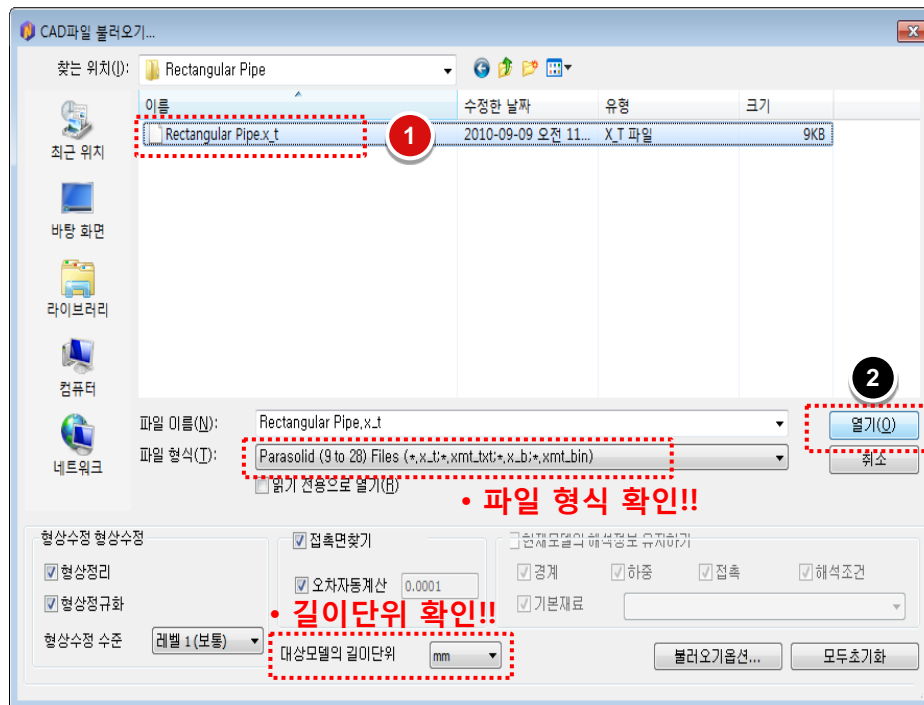 CAD파일 불러오기...
찾는 위치(I): Rectangular Pipe
이름 수정한 날짜 유형 크기
Rectangular Pipe.x_t 1 2010-09-09 오전 11... X_T 파일 9KB
최근 위치
바탕 화면
라이브러리
컴퓨터
네트워크
2
파일 이름(N): Rectangular Pipe.x_t 열기(O)
파일 형식(T): Parasolid (9 to 28) Files (*.x_t;*.xmt_txt;*.x_b;*.xmt_bin) 취소
읽기 전용으로 열기(R)
• 파일 형식 확인!!
형상수정 형상수정 접촉면찾기 현재모델의 해석정보 유지하기
형상정리 경계 하중 접촉 해석조건
오차자동계산 0.0001
형상정규화 기본재료
• 길이단위 확인!!
형상수정 수준 레벨 1 (보통)
대상모델의 길이단위 mm 불러오기옵션... 모두초기화